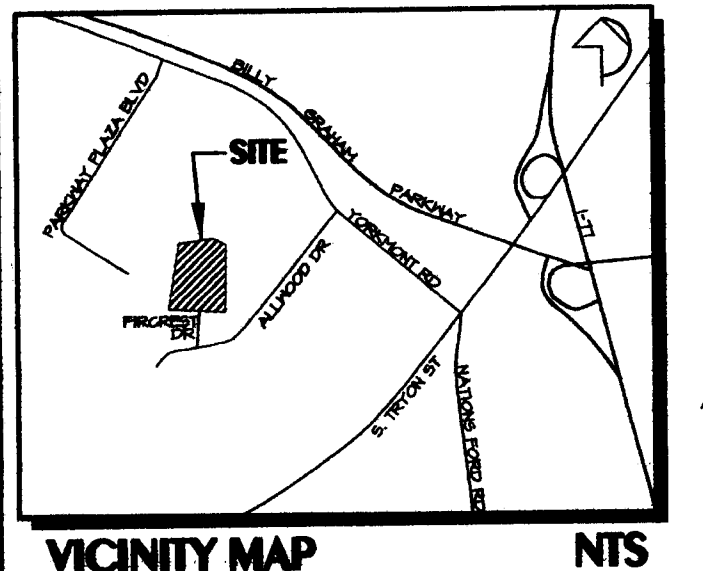 BILLY GRAHAM PARKWAY
PARKWAY PLAZA BLVD
SITE
I-77
YORKMONT RD
ALLWOOD DR
FIRCREST
DR
S. TRYON ST
NATIONS FORD RD
VICINITY MAP
NTS